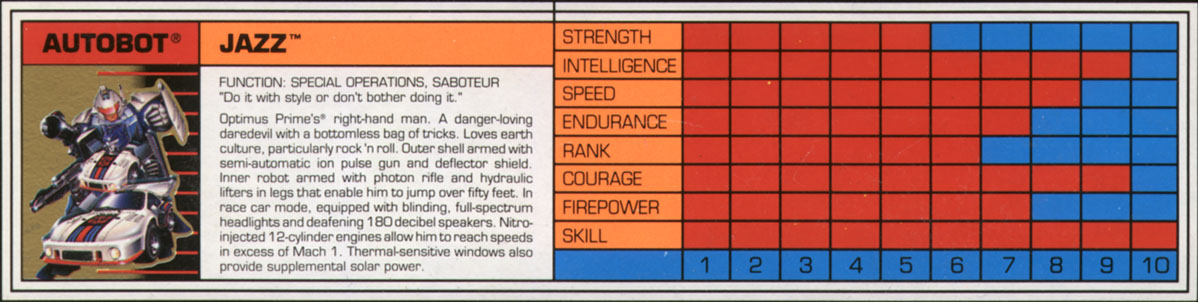 AUTOBOT®
JAZZ™
FUNCTION: SPECIAL OPERATIONS, SABOTEUR
"Do it with style or don't bother doing it."
Optimus Prime's® right-hand man. A danger-loving
daredevil with a bottomless bag of tricks. Loves earth
culture, particularly rock 'n roll. Outer shell armed with
semi-automatic ion pulse gun and deflector shield.
Inner robot armed with photon rifle and hydraulic
lifters in legs that enable him to jump over fifty feet. In
race car mode, equipped with blinding, full-spectrum
headlights and deafening 180 decibel speakers. Nitro-
injected 12-cylinder engines allow him to reach speeds
in excess of Mach 1. Thermal-sensitive windows also
provide supplemental solar power.
STRENGTH
INTELLIGENCE
SPEED
ENDURANCE
RANK
COURAGE
FIREPOWER
SKILL
1 2 3 4 5 6 7 8 9 10